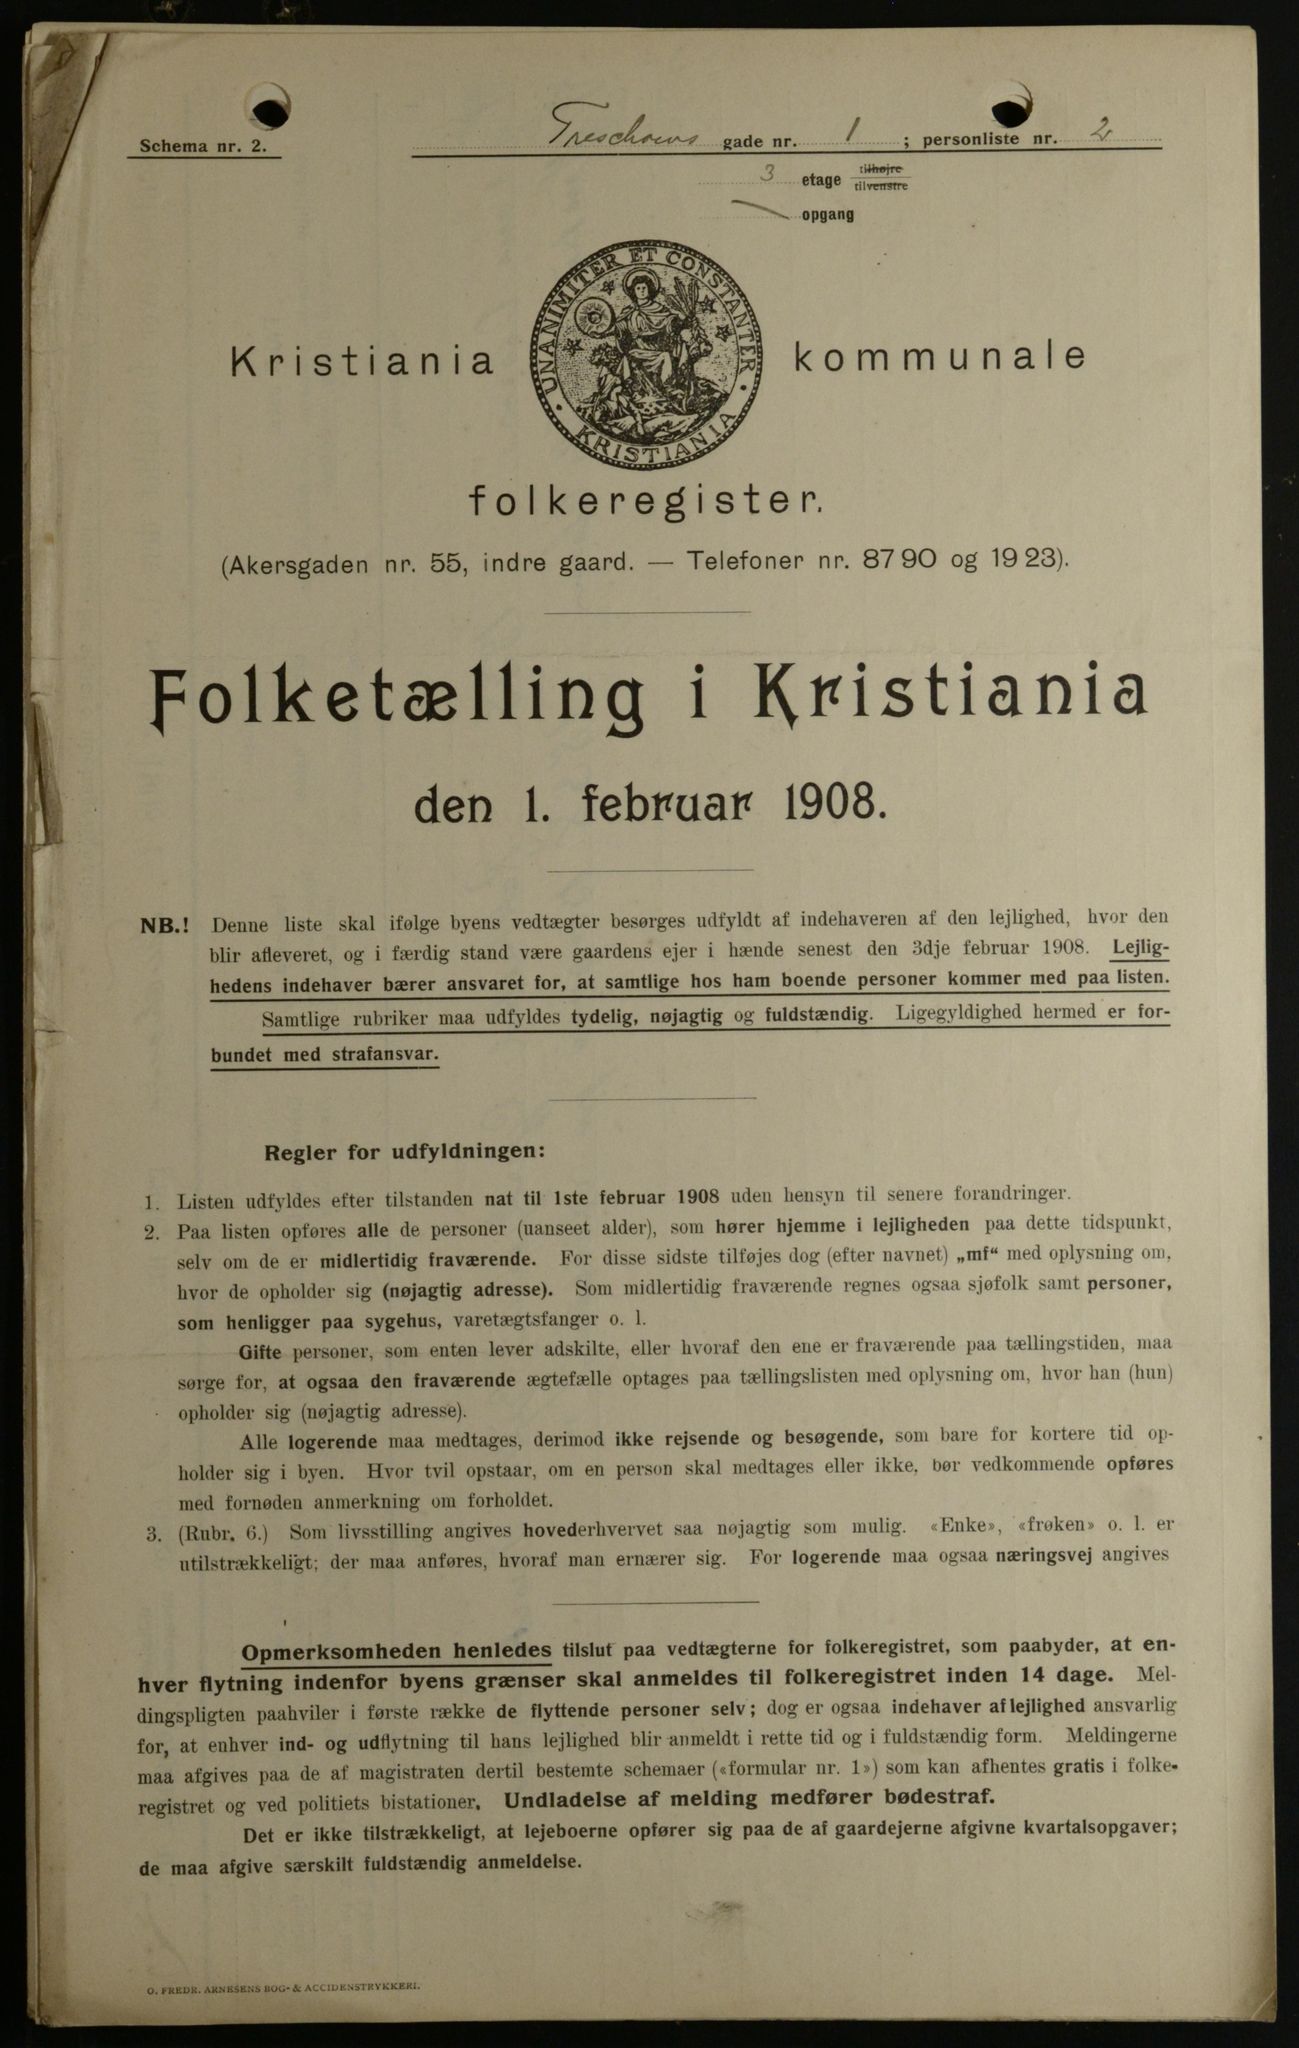 Schema nr. 2.
Treschows gade nr. 1 ; personliste nr. 2
3 etage tilhøjre
tilvenstre
opgang
UNANIMITER ET CONSTANTER
KRISTIANIA
Kristiania kommunale
folkeregister.
(Akersgaden nr. 55, indre gaard. — Telefoner nr. 87 90 og 19 23).
Folketælling i Kristiania
den 1. februar 1908.
NB.! Denne liste skal ifølge byens vedtægter besørges udfyldt af indehaveren af den lejlighed, hvor den
blir afleveret, og i færdig stand være gaardens ejer i hænde senest den 3dje februar 1908. Lejlig-
hedens indehaver bærer ansvaret for, at samtlige hos ham boende personer kommer med paa listen.
Samtlige rubriker maa udfyldes tydelig, nøjagtig og fuldstændig. Ligegyldighed hermed er for-
bundet med strafansvar.
Regler for udfyldningen:
1. Listen udfyldes efter tilstanden nat til 1ste februar 1908 uden hensyn til senere forandringer.
2. Paa listen opføres alle de personer (uanseet alder), som hører hjemme i lejligheden paa dette tidspunkt,
selv om de er midlertidig fraværende. For disse sidste tilføjes dog (efter navnet) „mf“ med oplysning om,
hvor de opholder sig (nøjagtig adresse). Som midlertidig fraværende regnes ogsaa sjøfolk samt personer,
som henligger paa sygehus, varetægtsfanger o. l.
Gifte personer, som enten lever adskilte, eller hvoraf den ene er fraværende paa tællingstiden, maa
sørge for, at ogsaa den fraværende ægtefælle optages paa tællingslisten med oplysning om, hvor han (hun)
opholder sig (nøjagtig adresse).
Alle logerende maa medtages, derimod ikke rejsende og besøgende, som bare for kortere tid op-
holder sig i byen. Hvor tvil opstaar, om en person skal medtages eller ikke, bør vedkommende opføres
med fornøden anmerkning om forholdet.
3. (Rubr. 6.) Som livsstilling angives hovederhvervet saa nøjagtig som mulig. «Enke», «frøken» o. l. er
utilstrækkeligt; der maa anføres, hvoraf man ernærer sig. For logerende maa ogsaa næringsvej angives
Opmerksomheden henledes tilslut paa vedtægterne for folkeregistret, som paabyder, at en-
hver flytning indenfor byens grænser skal anmeldes til folkeregistret inden 14 dage. Mel-
dingspligten paahviler i første række de flyttende personer selv; dog er ogsaa indehaver af lejlighed ansvarlig
for, at enhver ind- og udflytning til hans lejlighed blir anmeldt i rette tid og i fuldstændig form. Meldingerne
maa afgives paa de af magistraten dertil bestemte schemaer («formular nr. 1») som kan afhentes gratis i folke-
registret og ved politiets bistationer. Undladelse af melding medfører bødestraf.
Det er ikke tilstrækkeligt, at lejeboerne opfører sig paa de af gaardejerne afgivne kvartalsopgaver;
de maa afgive særskilt fuldstændig anmeldelse.
O. FREDR. ARNESENS BOG- & ACCIDENSTRYKKERI.